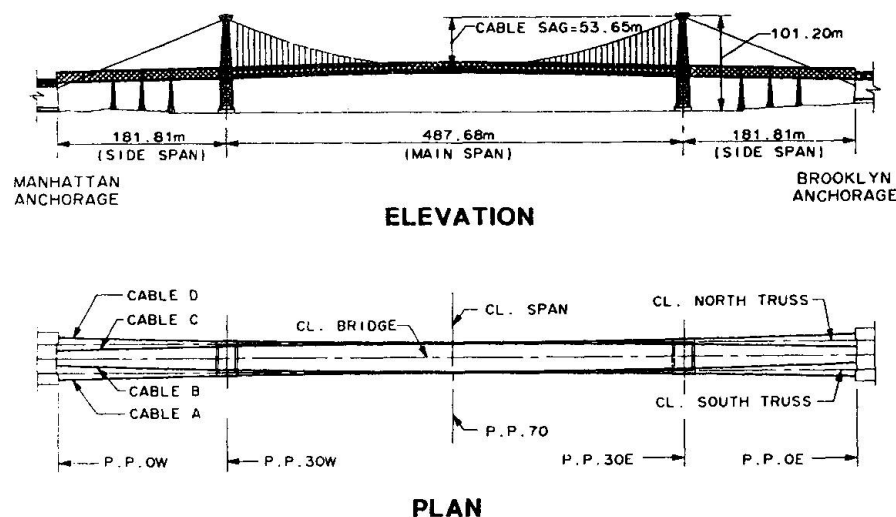 CABLE SAG=53.65m
101.20m
181.81m
(SIDE SPAN)
487.68m
(MAIN SPAN)
181.81m
(SIDE SPAN)
MANHATTAN
ANCHORAGE
BROOKLYN
ANCHORAGE
ELEVATION
CABLE D
CABLE C
CL. BRIDGE
CL. SPAN
CL. NORTH TRUSS
CABLE B
CABLE A
CL. SOUTH TRUSS
P.P.70
P.P.0W
P.P.30W
P.P.30E
P.P.0E
PLAN